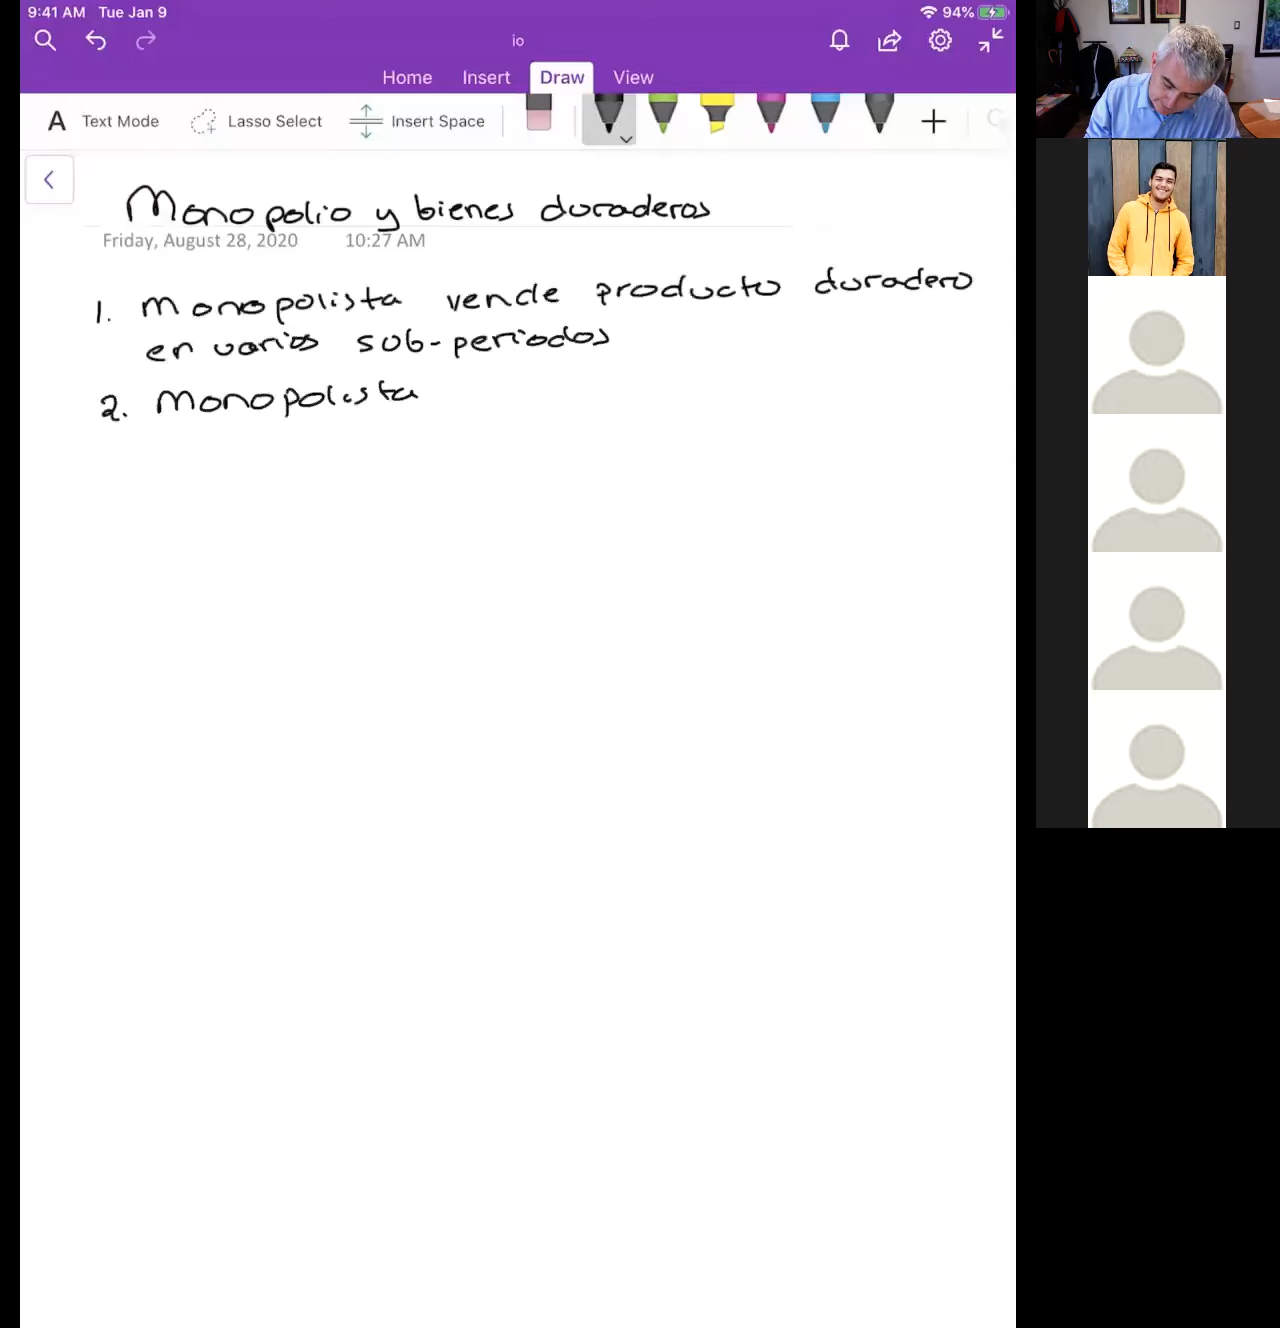 9:41 AM Tue Jan 9 94%
io
Home Insert Draw View
A Text Mode Lasso Select Insert Space
Monopolio y bienes duraderos
Friday, August 28, 2020 10:27 AM
1. Monopolista vende producto duradero
en varios sub-periodos
2. Monopolista